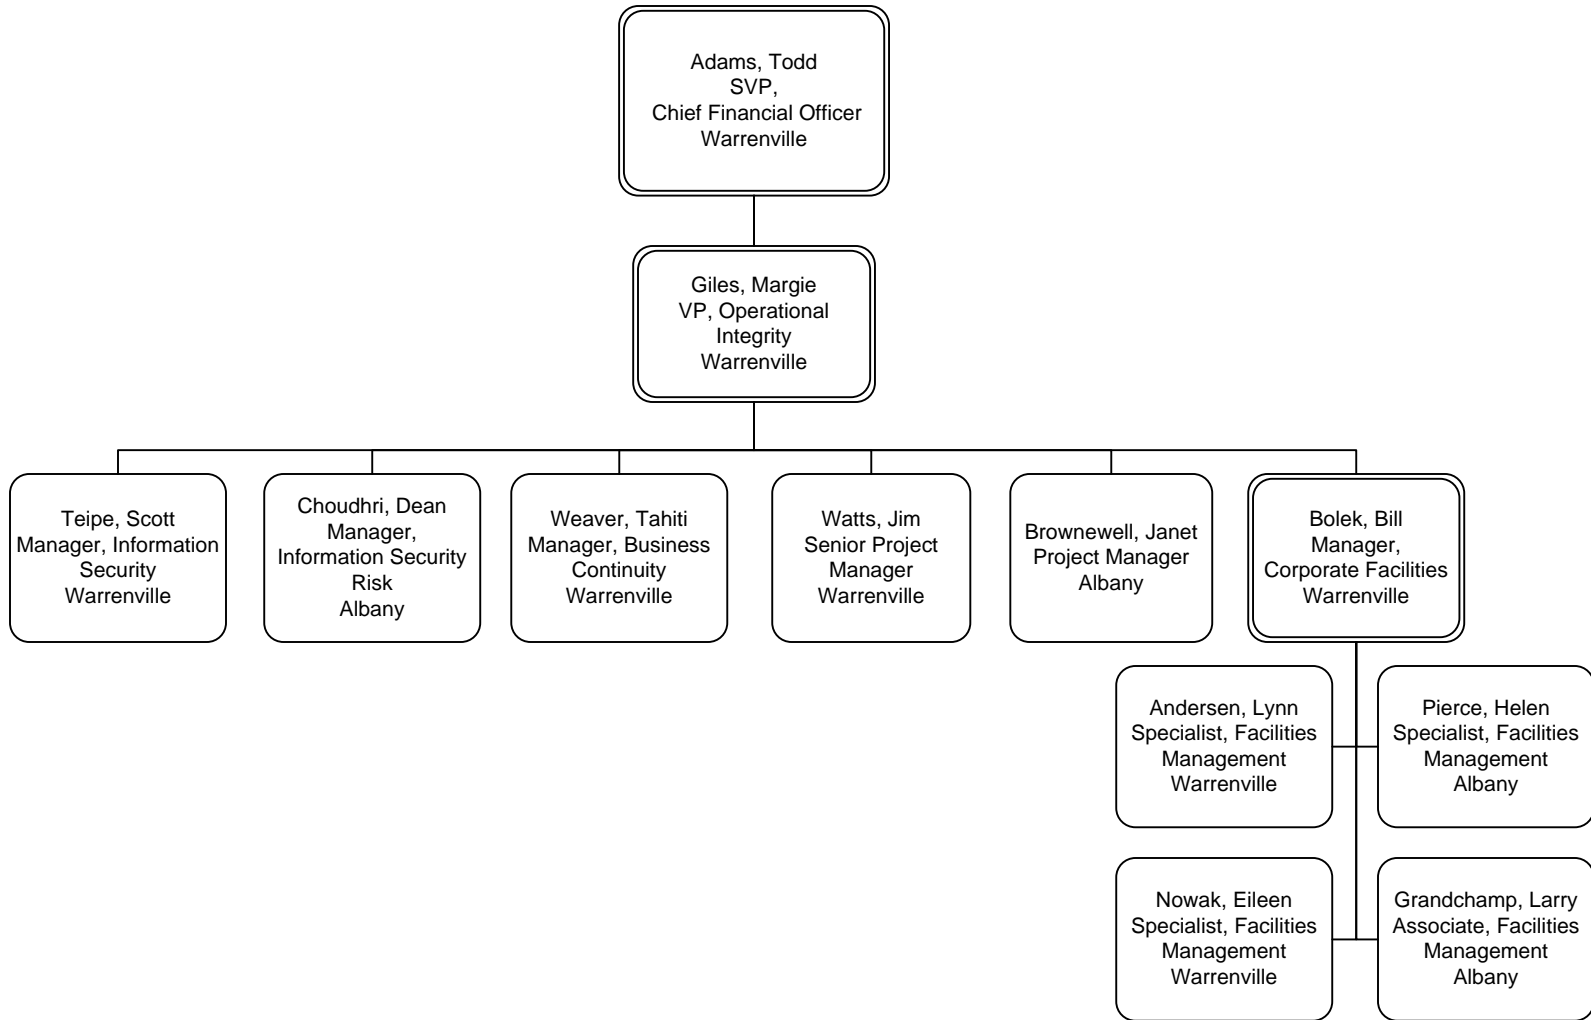 Adams, Todd
SVP,
Chief Financial Officer
Warrenville
Giles, Margie
VP, Operational
Integrity
Warrenville
Teipe, Scott
Manager, Information
Security
Warrenville
Choudhri, Dean
Manager,
Information Security
Risk
Albany
Weaver, Tahiti
Manager, Business
Continuity
Warrenville
Watts, Jim
Senior Project
Manager
Warrenville
Brownewell, Janet
Project Manager
Albany
Bolek, Bill
Manager,
Corporate Facilities
Warrenville
Andersen, Lynn
Specialist, Facilities
Management
Warrenville
Pierce, Helen
Specialist, Facilities
Management
Albany
Nowak, Eileen
Specialist, Facilities
Management
Warrenville
Grandchamp, Larry
Associate, Facilities
Management
Albany